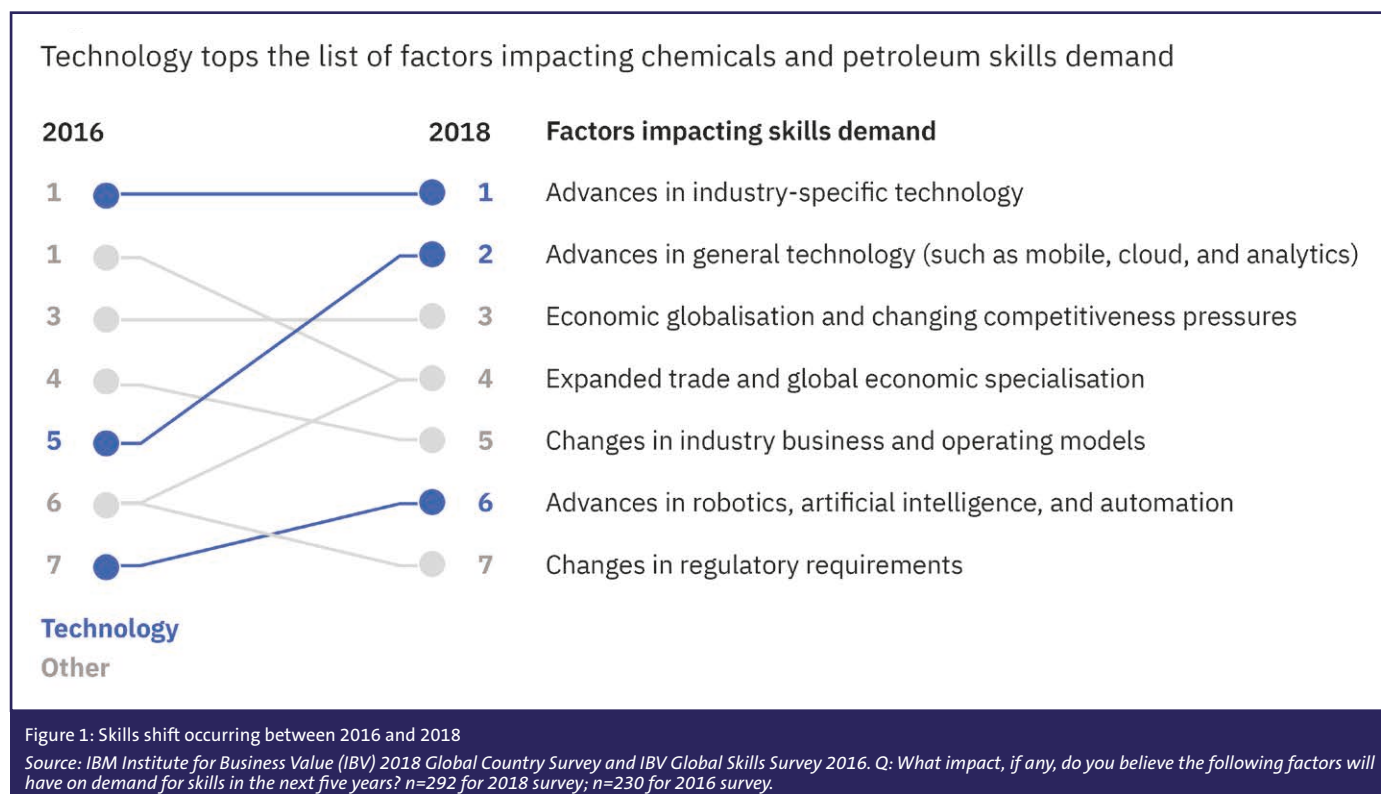 Technology tops the list of factors impacting chemicals and petroleum skills demand
2016 2018 Factors impacting skills demand
1 1 Advances in industry-specific technology
1 2 Advances in general technology (such as mobile, cloud, and analytics)
3 3 Economic globalisation and changing competitiveness pressures
4 4 Expanded trade and global economic specialisation
5 5 Changes in industry business and operating models
6 6 Advances in robotics, artificial intelligence, and automation
7 7 Changes in regulatory requirements
Technology
Other
Figure 1: Skills shift occurring between 2016 and 2018
Source: IBM Institute for Business Value (IBV) 2018 Global Country Survey and IBV Global Skills Survey 2016. Q: What impact, if any, do you believe the following factors will
have on demand for skills in the next five years? n=292 for 2018 survey; n=230 for 2016 survey.